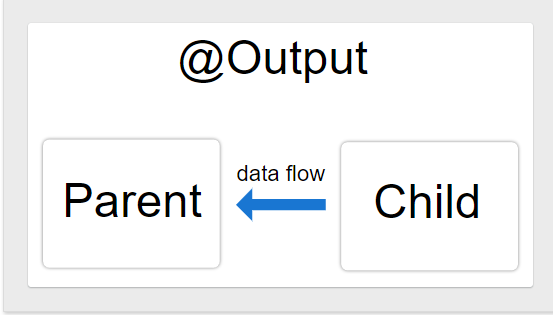 @Output
data flow
Parent
Child